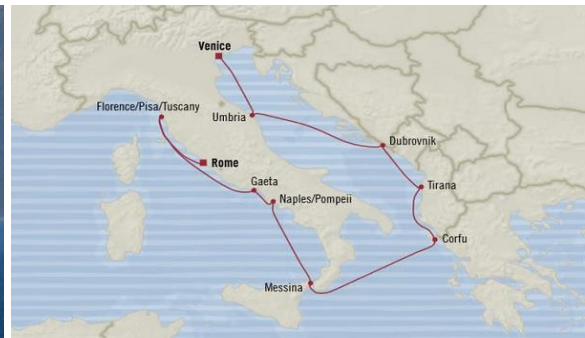 Venice
Florence/Pisa/Tuscany
Umbria
Dubrovnik
Rome
Gaeta
Tirana
Naples/Pompeii
Corfu
Messina